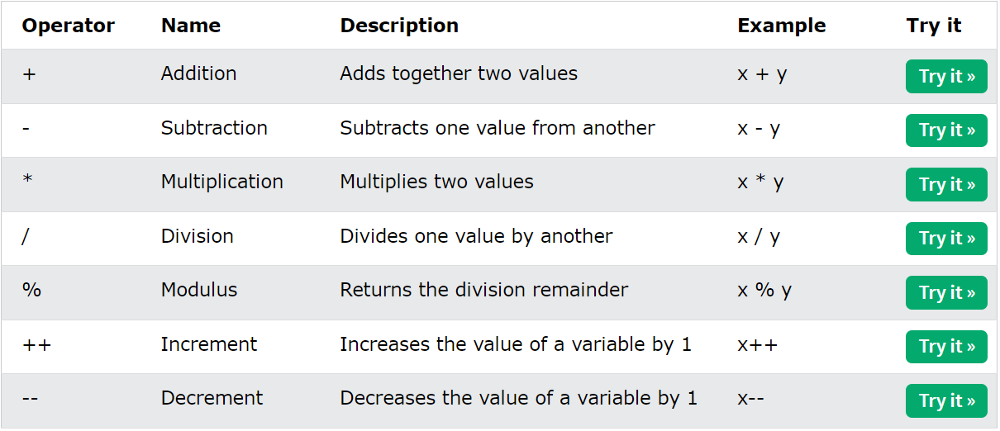 Operator Name Description Example Try it
+ Addition Adds together two values x + y Try it »
- Subtraction Subtracts one value from another x - y Try it »
* Multiplication Multiplies two values x * y Try it »
/ Division Divides one value by another x / y Try it »
% Modulus Returns the division remainder x % y Try it »
++ Increment Increases the value of a variable by 1 x++ Try it »
-- Decrement Decreases the value of a variable by 1 x-- Try it »